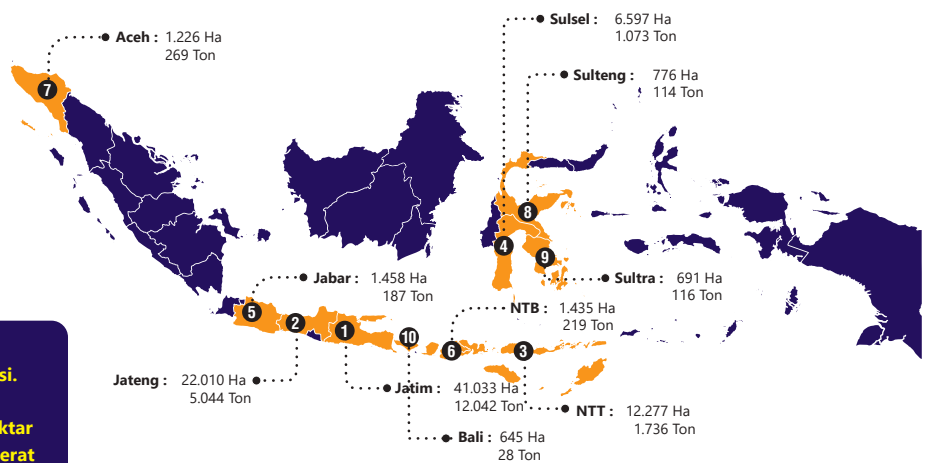 Aceh : 1.226 Ha
269 Ton
7
Sulsel : 6.597 Ha
1.073 Ton
Sulteng : 776 Ha
114 Ton
8
4
9
Sultra : 691 Ha
116 Ton
Jabar : 1.458 Ha
187 Ton
NTB : 1.435 Ha
219 Ton
5
2
1
10
6
3
Jateng : 22.010 Ha
5.044 Ton
Jatim : 41.033 Ha
12.042 Ton
NTT : 12.277 Ha
1.736 Ton
Bali : 645 Ha
28 Ton
si.
ktar
erat